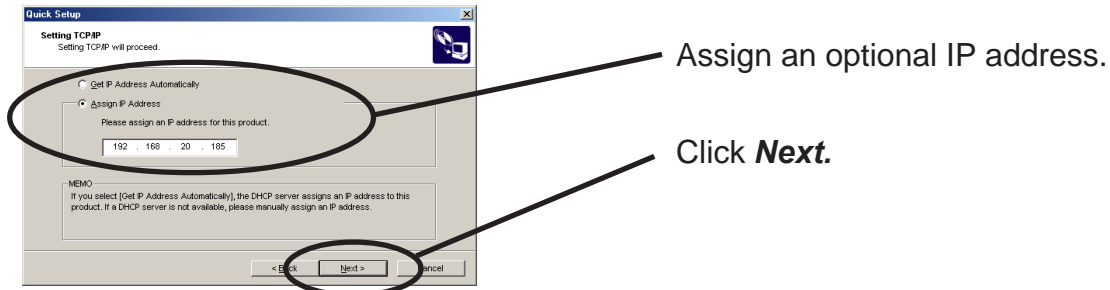 Quick Setup
Setting TCP/IP
Setting TCP/IP will proceed.
Get IP Address Automatically
Assign IP Address
Please assign an IP address for this product.
192 . 168 . 20 . 185
MEMO
If you select [Get IP Address Automatically], the DHCP server assigns an IP address to this
product. If a DHCP server is not available, please manually assign an IP address.
Next >
Assign an optional IP address.
Click Next.